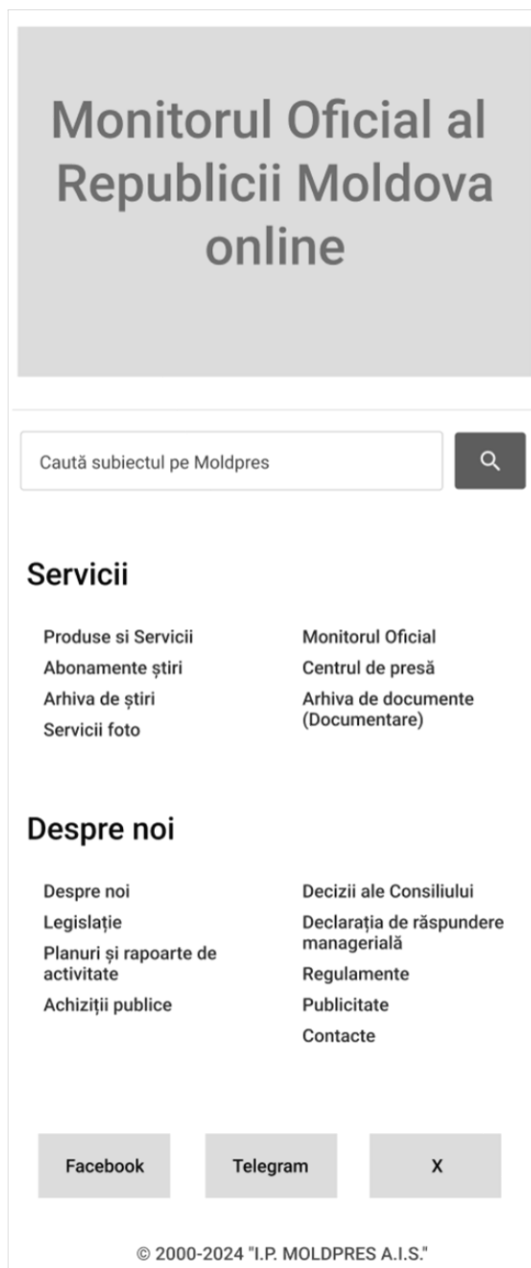 Monitorul Oficial al
Republicii Moldova
online
Caută subiectul pe Moldpres
Servicii
Produse si Servicii
Abonamente știri
Arhiva de știri
Servicii foto
Monitorul Oficial
Centrul de presă
Arhiva de documente
(Documentare)
Despre noi
Despre noi
Legislație
Planuri și rapoarte de
activitate
Achiziții publice
Decizii ale Consiliului
Declarația de răspundere
managerială
Regulamente
Publicitate
Contacte
Facebook
Telegram
X
© 2000-2024 "I.P. MOLDPRES A.I.S."